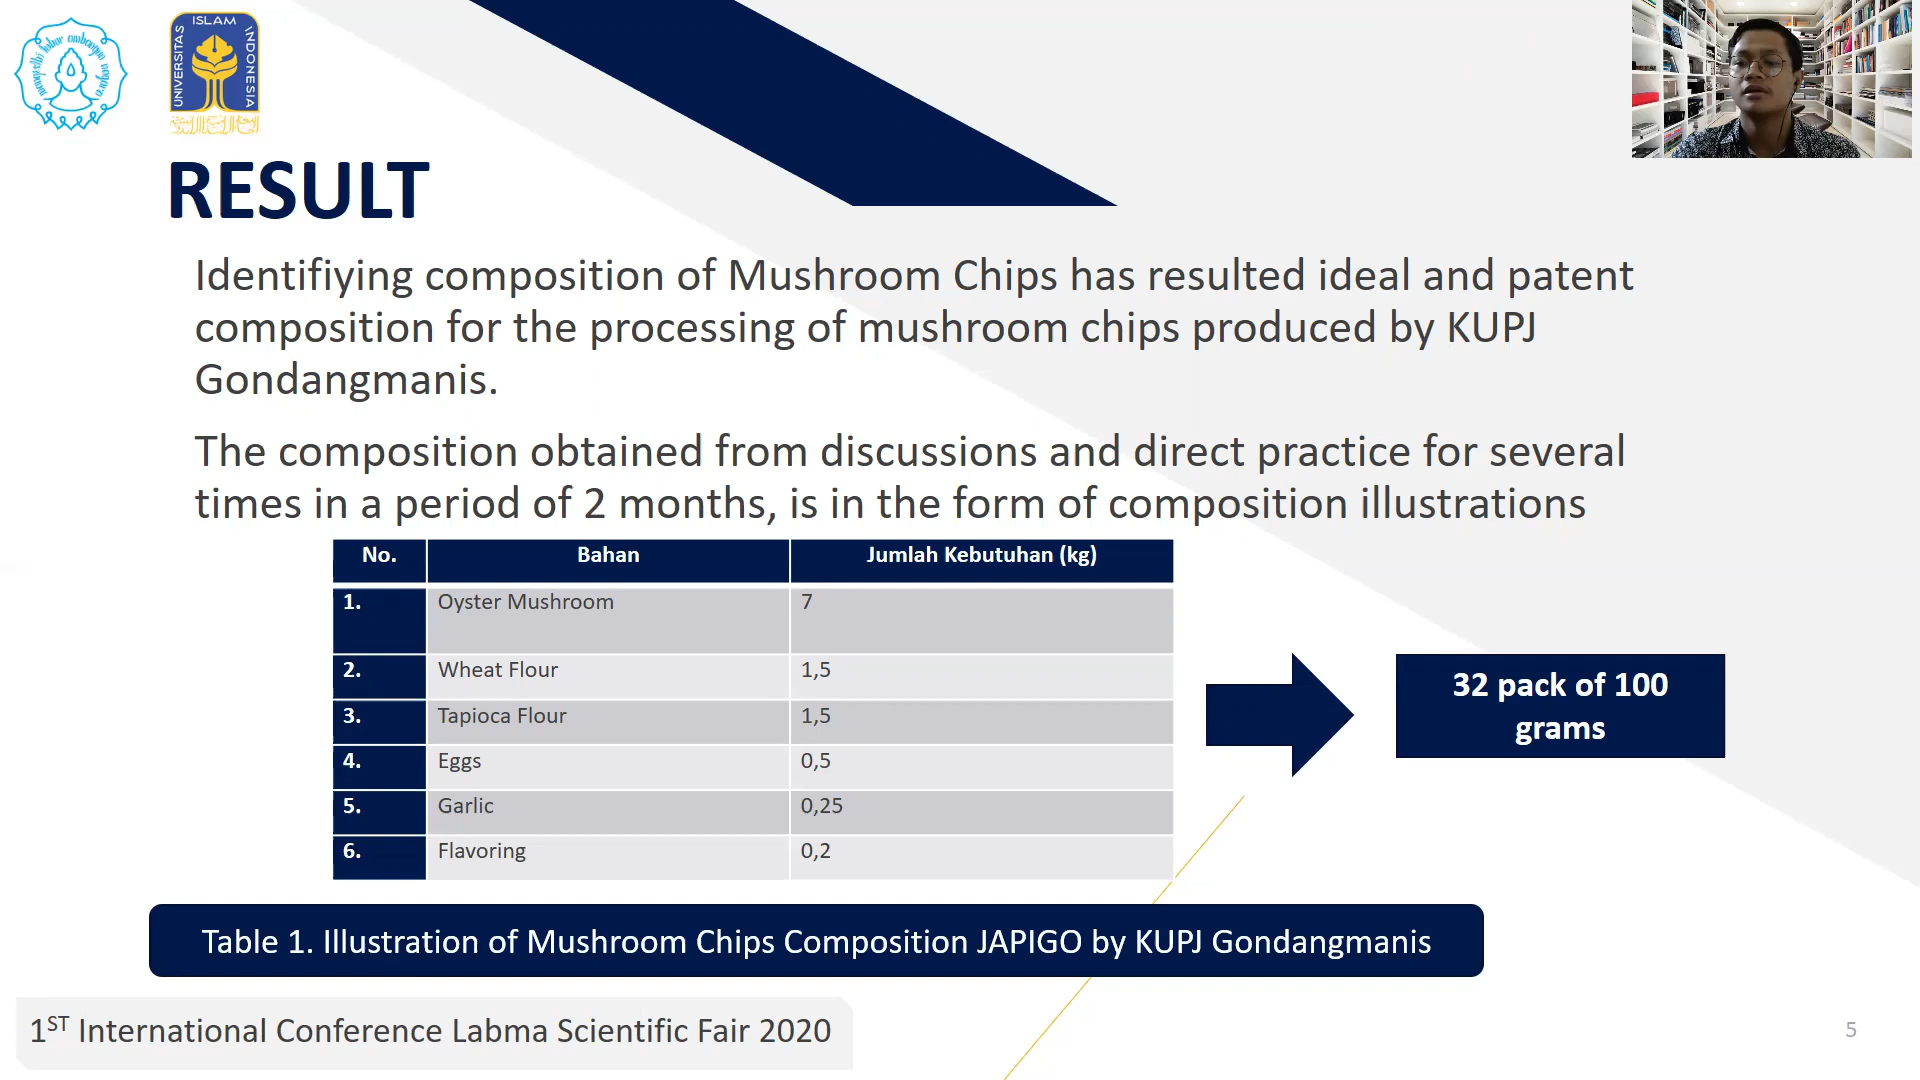 UNIVERSITAS ISLAM INDONESIA
RESULT
Identifiying composition of Mushroom Chips has resulted ideal and patent
composition for the processing of mushroom chips produced by KUPJ
Gondangmanis.
The composition obtained from discussions and direct practice for several
times in a period of 2 months, is in the form of composition illustrations
No. Bahan Jumlah Kebutuhan (kg)
1. Oyster Mushroom 7
2. Wheat Flour 1,5
3. Tapioca Flour 1,5
4. Eggs 0,5
5. Garlic 0,25
6. Flavoring 0,2
32 pack of 100
grams
Table 1. Illustration of Mushroom Chips Composition JAPIGO by KUPJ Gondangmanis
1ST International Conference Labma Scientific Fair 2020
5